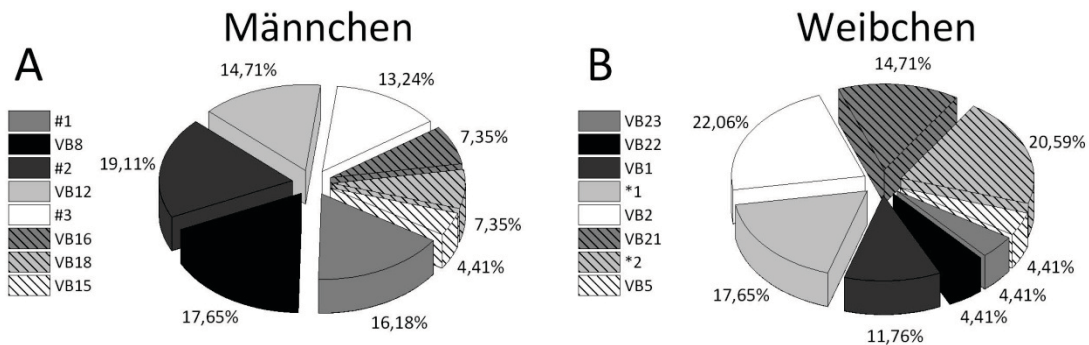 Männchen
A
14,71%
13,24%
7,35%
7,35%
4,41%
16,18%
17,65%
19,11%
#1
VB8
#2
VB12
#3
VB16
VB18
VB15
Weibchen
B
14,71%
20,59%
4,41%
4,41%
4,41%
11,76%
17,65%
22,06%
VB23
VB22
VB1
*1
VB2
VB21
*2
VB5